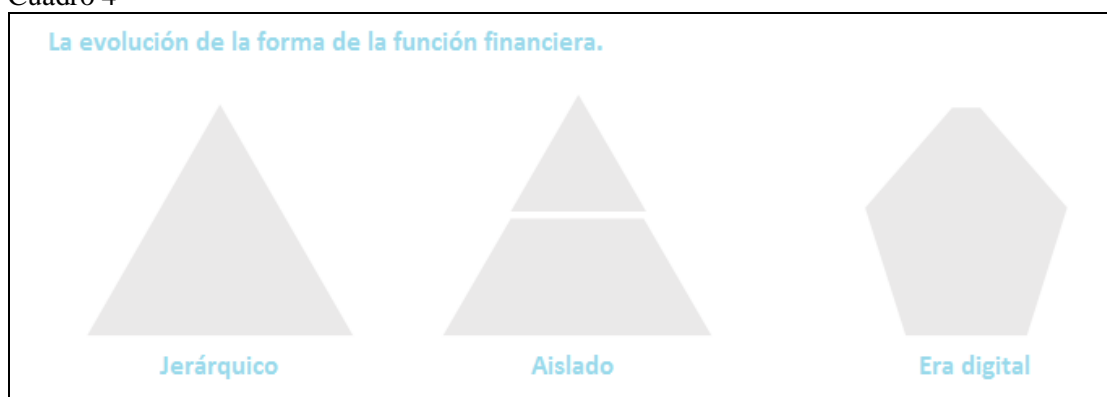 Cuadro 4
La evolución de la forma de la función financiera.
Jerárquico
Aislado
Era digital